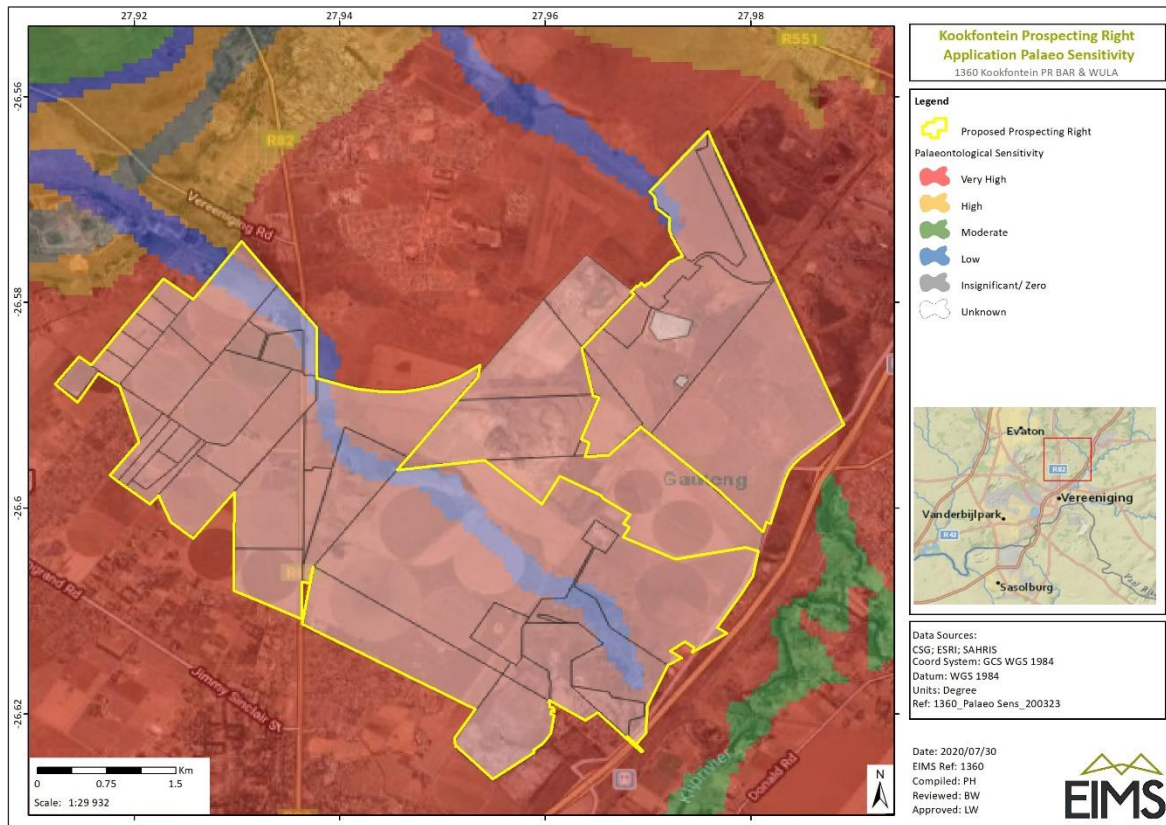 27.92
27.94
27.96
27.98
-26.56
-26.58
-26.6
-26.62
R551
R82
Vereeniging Rd
Gauteng
Jimmy Sinclair St
Kliprivier
Donald Rd
0
0.75
1.5
Km
Scale: 1:29 932
N
Kookfontein Prospecting Right
Application Palaeo Sensitivity
1360 Kookfontein PR BAR & WULA
Legend
Proposed Prospecting Right
Palaeontological Sensitivity
Very High
High
Moderate
Low
Insignificant/ Zero
Unknown
Evaton
R82
Vereeniging
Vanderbijlpark
R42
Sasolburg
Data Sources:
CSG; ESRI; SAHRIS
Coord System: GCS WGS 1984
Datum: WGS 1984
Units: Degree
Ref: 1360_Palaeo Sens_200323
Date: 2020/07/30
EIMS Ref: 1360
Compiled: PH
Reviewed: BW
Approved: LW
EIMS